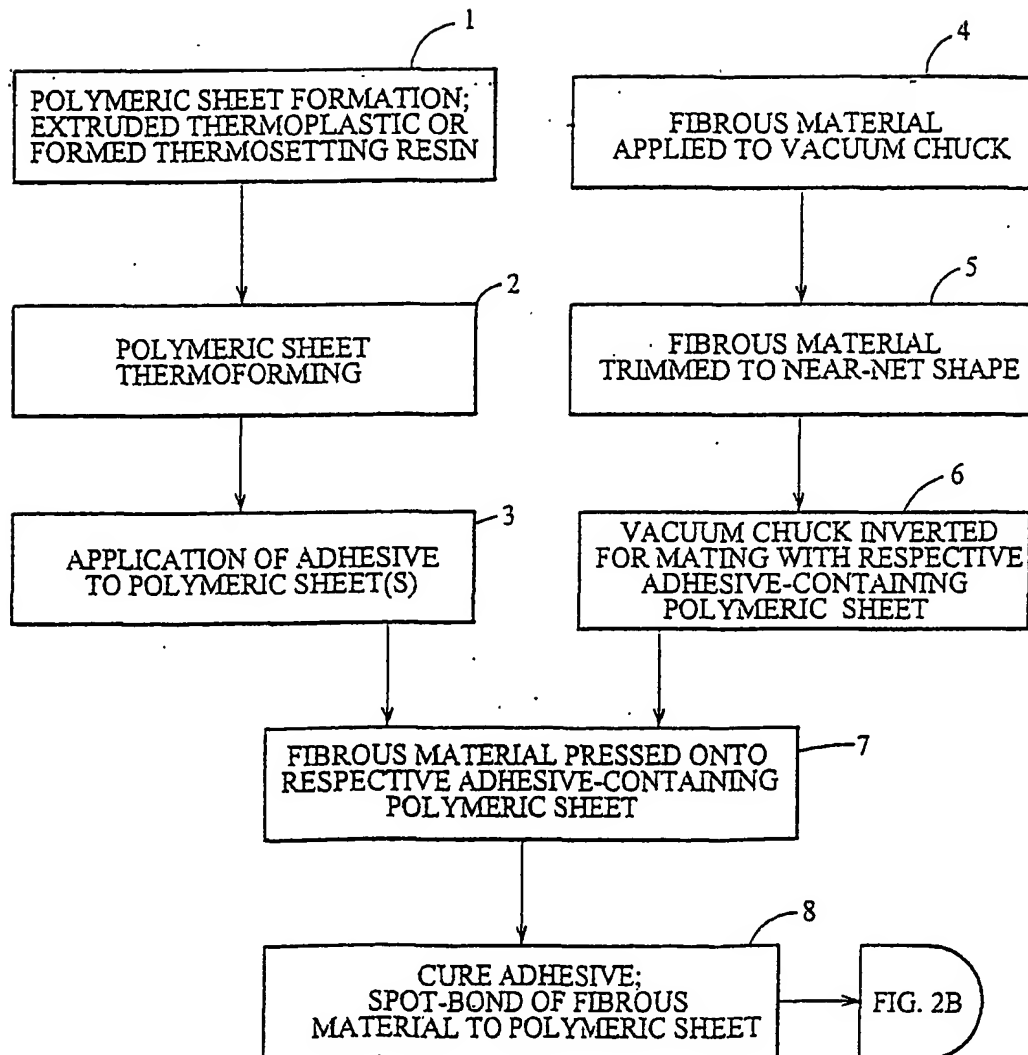 1
POLYMERIC SHEET FORMATION;
EXTRUDED THERMOPLASTIC OR
FORMED THERMOSETTING RESIN
4
FIBROUS MATERIAL
APPLIED TO VACUUM CHUCK
2
POLYMERIC SHEET
THERMOFORMING
5
FIBROUS MATERIAL
TRIMMED TO NEAR-NET SHAPE
3
APPLICATION OF ADHESIVE
TO POLYMERIC SHEET(S)
6
VACUUM CHUCK INVERTED
FOR MATING WITH RESPECTIVE
ADHESIVE-CONTAINING
POLYMERIC SHEET
7
FIBROUS MATERIAL PRESSED ONTO
RESPECTIVE ADHESIVE-CONTAINING
POLYMERIC SHEET
8
CURE ADHESIVE;
SPOT-BOND OF FIBROUS
MATERIAL TO POLYMERIC SHEET
FIG. 2B